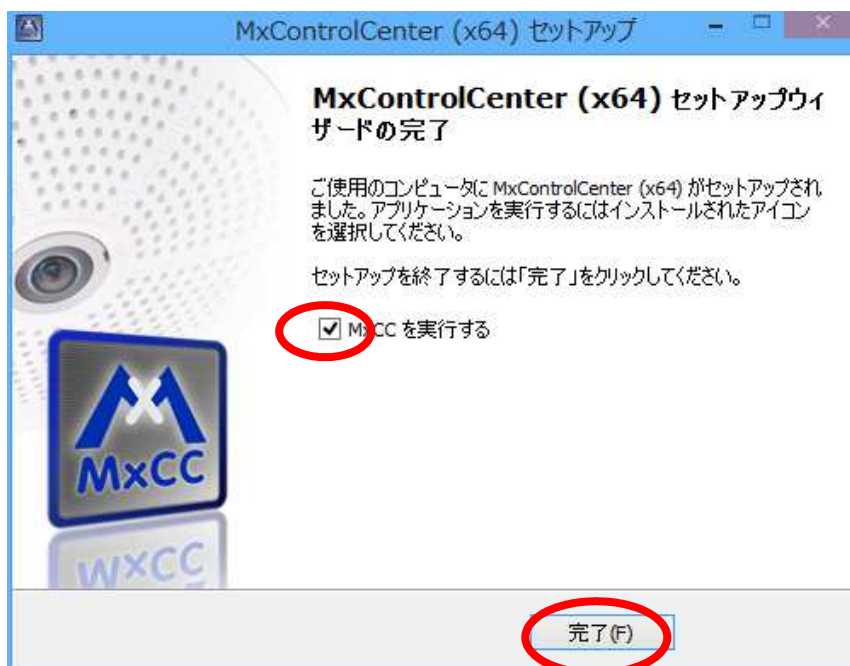 MxControlCenter (x64) セットアップ
MxControlCenter (x64) セットアップウィ
ザードの完了
ご使用のコンピュータに MxControlCenter (x64) がセットアップされ
ました。アプリケーションを実行するにはインストールされたアイコン
を選択してください。
セットアップを終了するには「完了」をクリックしてください。
MxCC を実行する
MxCC
完了(F)